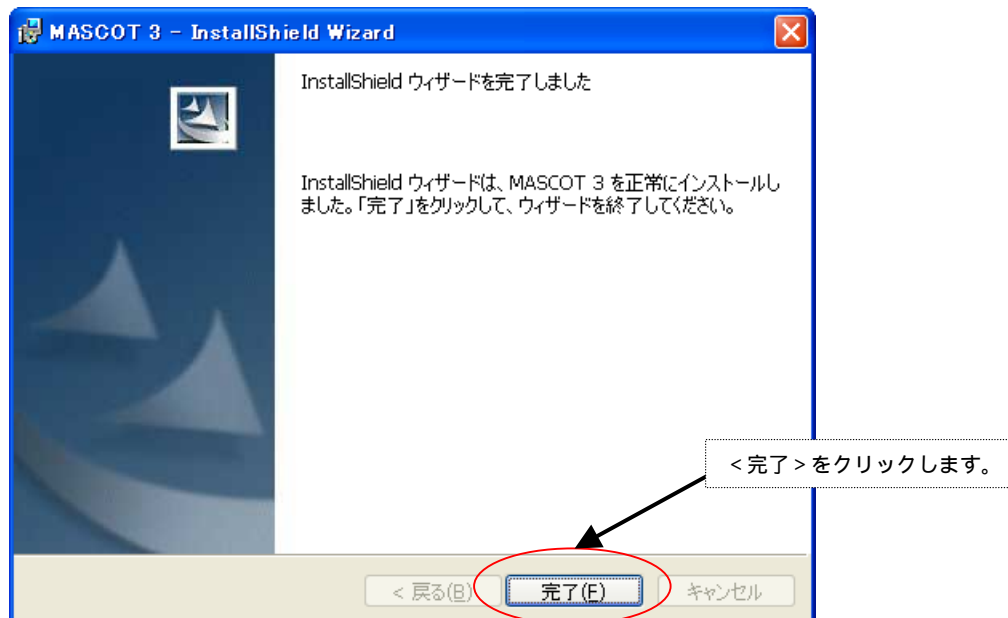 MASCOT 3 - InstallShield Wizard
InstallShield ウィザードを完了しました
InstallShield ウィザードは、MASCOT 3 を正常にインストールし
ました。「完了」をクリックして、ウィザードを終了してください。
<完了>をクリックします。
< 戻る(B)
完了(F)
キャンセル